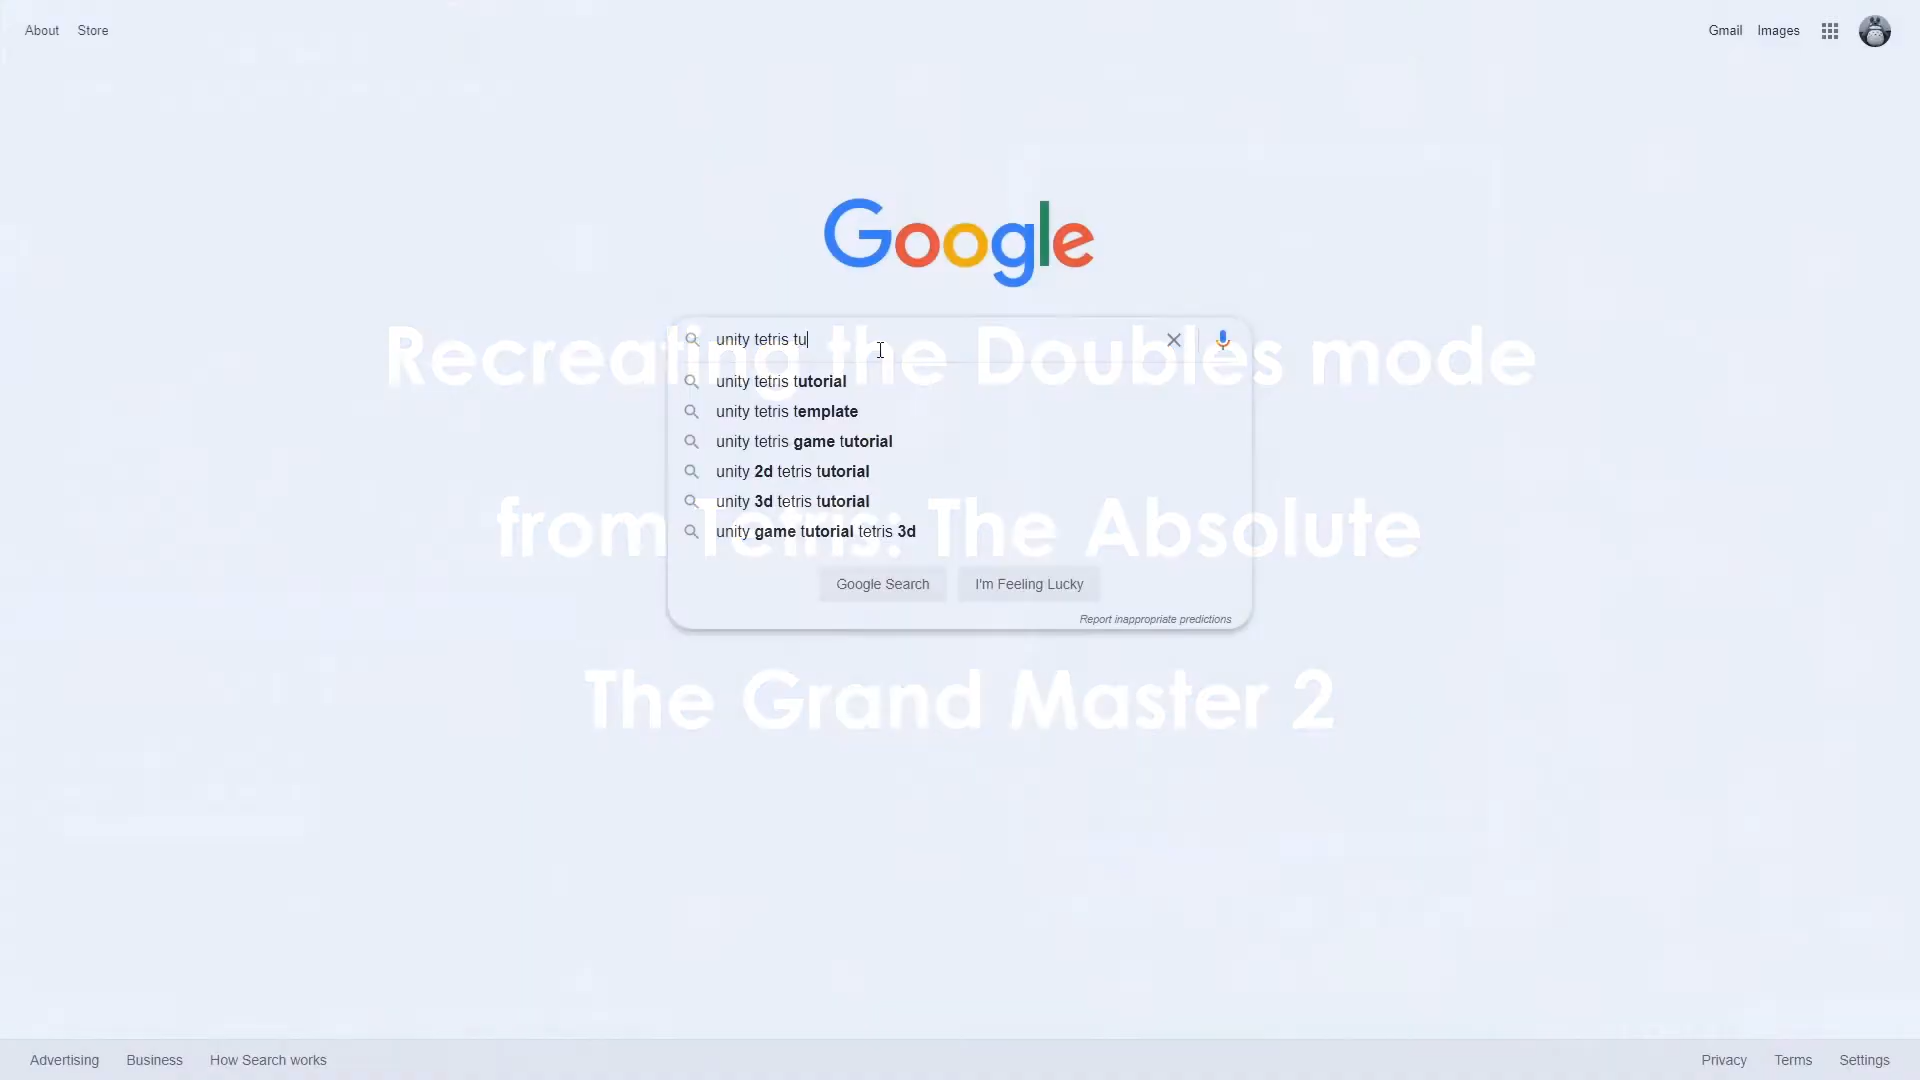 About Store
Gmail Images
Google
unity tetris tu
unity tetris tutorial
unity tetris template
unity tetris game tutorial
unity 2d tetris tutorial
unity 3d tetris tutorial
unity game tutorial tetris 3d
Google Search I'm Feeling Lucky
Report inappropriate predictions
Recreating the Doubles mode
from Tetris: The Absolute
The Grand Master 2
Advertising Business How Search works
Privacy Terms Settings